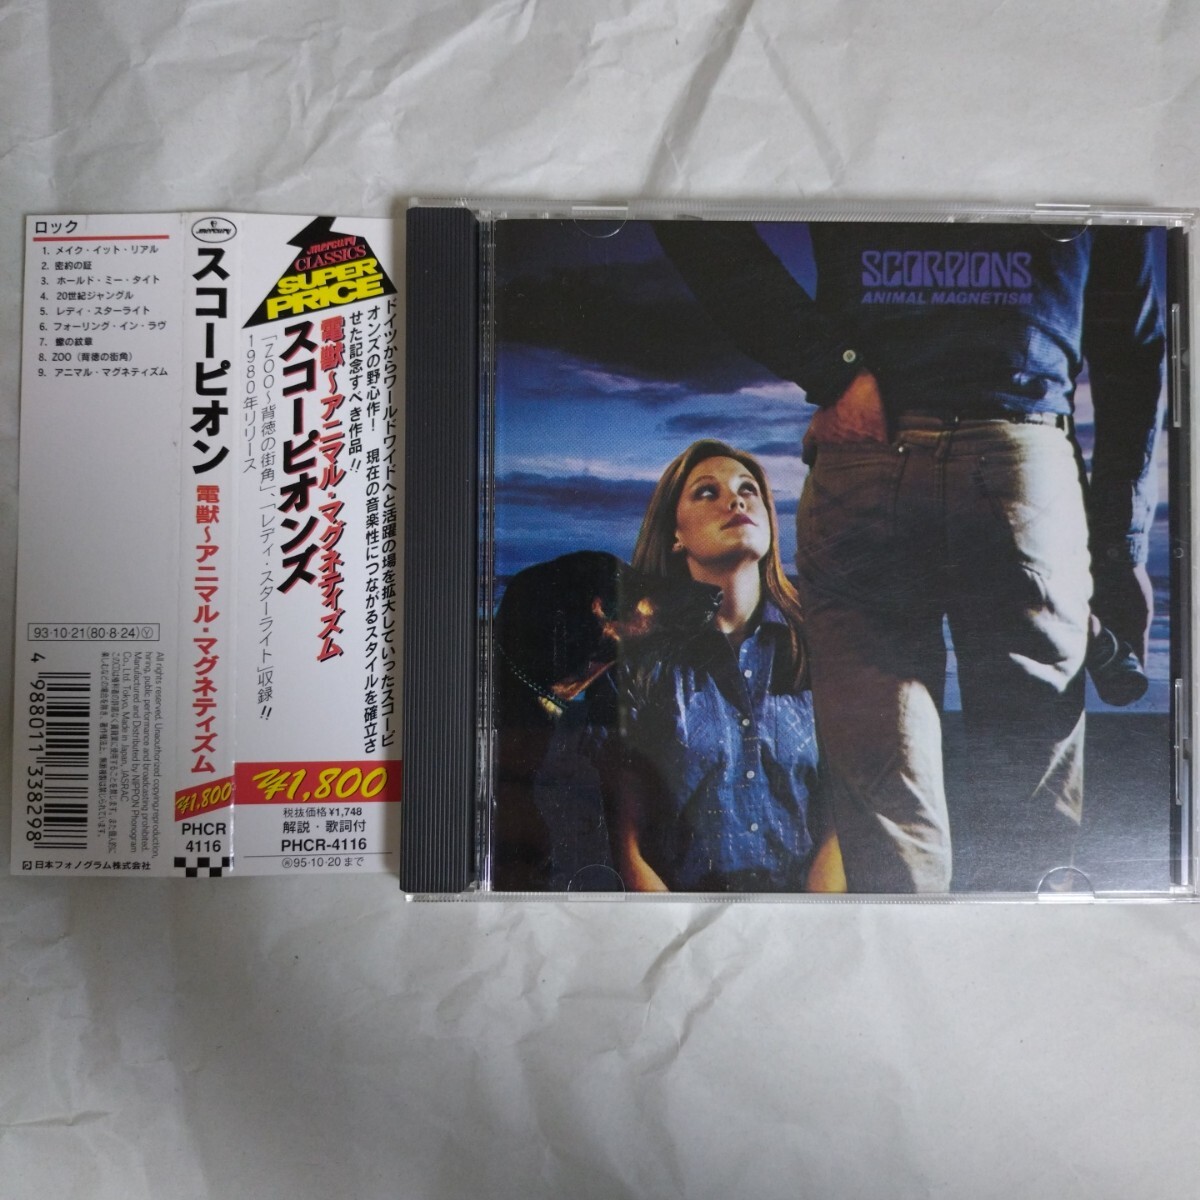 ロック
1. メイク・イット・リアル
2. 密約の証
3. ホールド・ミー・タイト
4. 20世紀ジャングル
5. レディ・スターライト
6. フォーリング・イン・ラヴ
7. 蠍の紋章
8. ZOO（背徳の街角）
9. アニマル・マグネティズム
93·10·21(80·8·24)Ⓨ
4 988011 338298
All rights reserved. Unauthorized copying, reproduction,
hiring, public performance and broadcasting prohibited.
Manufactured and Distributed by NIPPON Phonogram
Co., Ltd. Tokyo, Made in Japan, JASRAC
日本フォノグラム株式会社
mercury
スコーピオン
電獣〜アニマル・マグネティズム
¥1,800
PHCR
4116
mercury
CLASSICS
SUPER
PRICE
ドイツからワールドワイドへと活躍の場を拡大していったスコーピ
オンズの野心作！ 現在の音楽性につながるスタイルを確立さ
せた記念すべき作品!!
電獣〜アニマル・マグネティズム
スコーピオンズ
「ZOO〜背徳の街角」、「レディ・スターライト」収録!!
1980年リリース
¥1,800
税抜価格¥1,748
解説・歌詞付
PHCR-4116
95·10·20まで
SCORPIONS
ANIMAL MAGNETISM